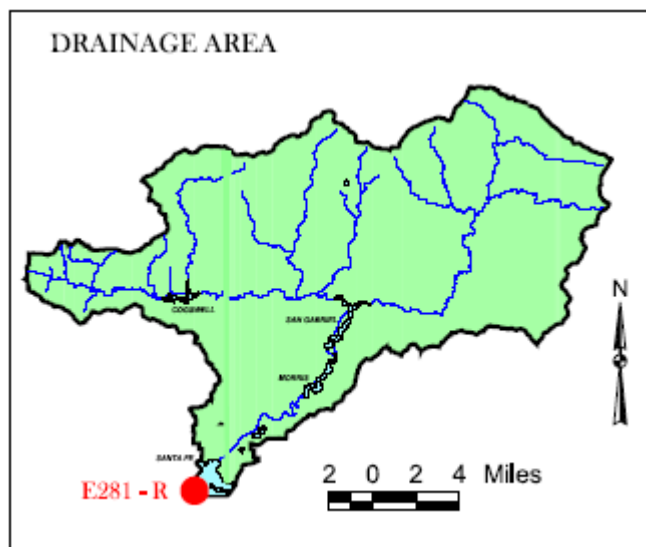 DRAINAGE AREA
COGSWELL
SAN GABRIEL
MORRIS
SANTA FE
E281 - R
N
2 0 2 4 Miles